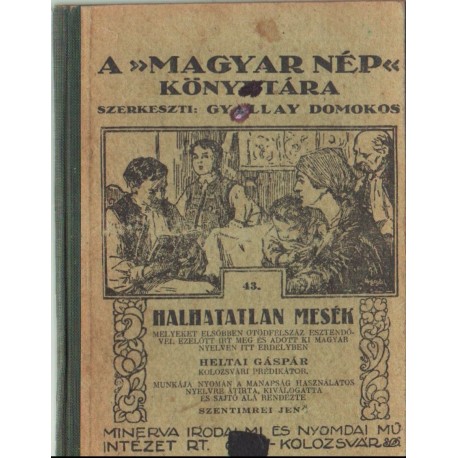 A »MAGYAR NÉP«
KÖNYVTÁRA
SZERKESZTI: GYALLAY DOMOKOS
43.
HALHATATLAN MESÉK
MELYEKET ELSŐBBEN ÖTÖDFÉLSZÁZ ESZTENDŐ-
VEL EZELŐTT IRT MEG ÉS ADOTT KI MAGYAR
NYELVEN ITT ERDÉLYBEN
HELTAI GÁSPÁR
KOLOZSVÁRI PRÉDIKÁTOR.
MUNKÁJA NYOMÁN A MANAPSÁG HASZNÁLATOS
NYELVRE ÁTIRTA, KIVÁLOGATTA
ÉS SAJTÓ ALÁ RENDEZTE
SZENTIMREI JENŐ
MINERVA IRODALMI ÉS NYOMDAI MŰ
INTÉZET RT. KOLOZSVÁR